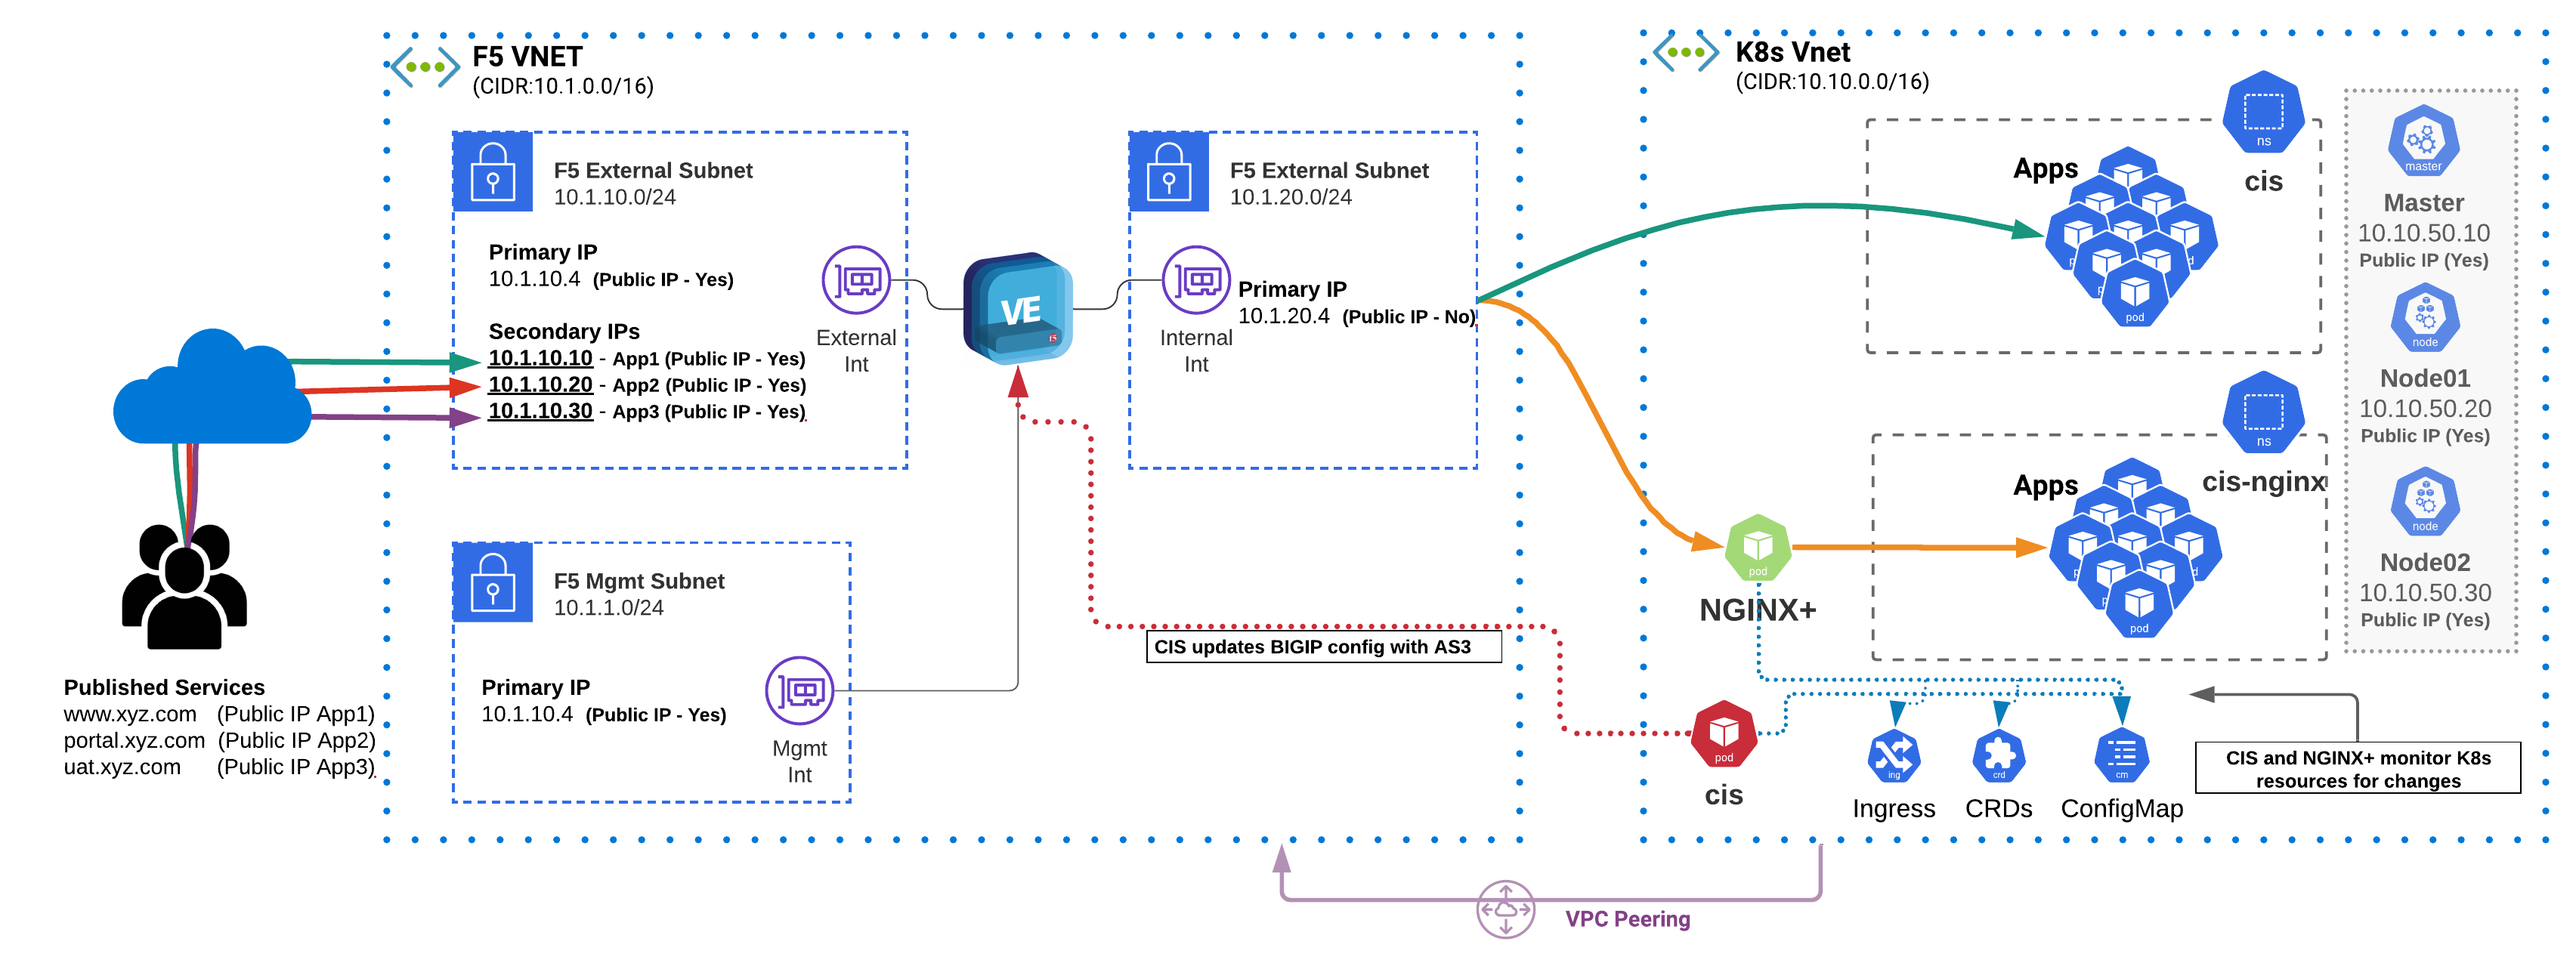 F5 VNET
(CIDR:10.1.0.0/16)
F5 External Subnet
10.1.10.0/24
Primary IP
10.1.10.4 (Public IP - Yes)
Secondary IPs
10.1.10.10 - App1 (Public IP - Yes)
10.1.10.20 - App2 (Public IP - Yes)
10.1.10.30 - App3 (Public IP - Yes)
External
Int
VE
f5
F5 External Subnet
10.1.20.0/24
Internal
Int
Primary IP
10.1.20.4 (Public IP - No)
F5 Mgmt Subnet
10.1.1.0/24
Primary IP
10.1.10.4 (Public IP - Yes)
Mgmt
Int
Published Services
www.xyz.com (Public IP App1)
portal.xyz.com (Public IP App2)
uat.xyz.com (Public IP App3)
CIS updates BIGIP config with AS3
K8s Vnet
(CIDR:10.10.0.0/16)
ns
cis
Apps
pod
ns
cis-nginx
Apps
pod
pod
NGINX+
pod
cis
ing
Ingress
crd
CRDs
cm
ConfigMap
CIS and NGINX+ monitor K8s
resources for changes
master
Master
10.10.50.10
Public IP (Yes)
node
Node01
10.10.50.20
Public IP (Yes)
node
Node02
10.10.50.30
Public IP (Yes)
VPC Peering